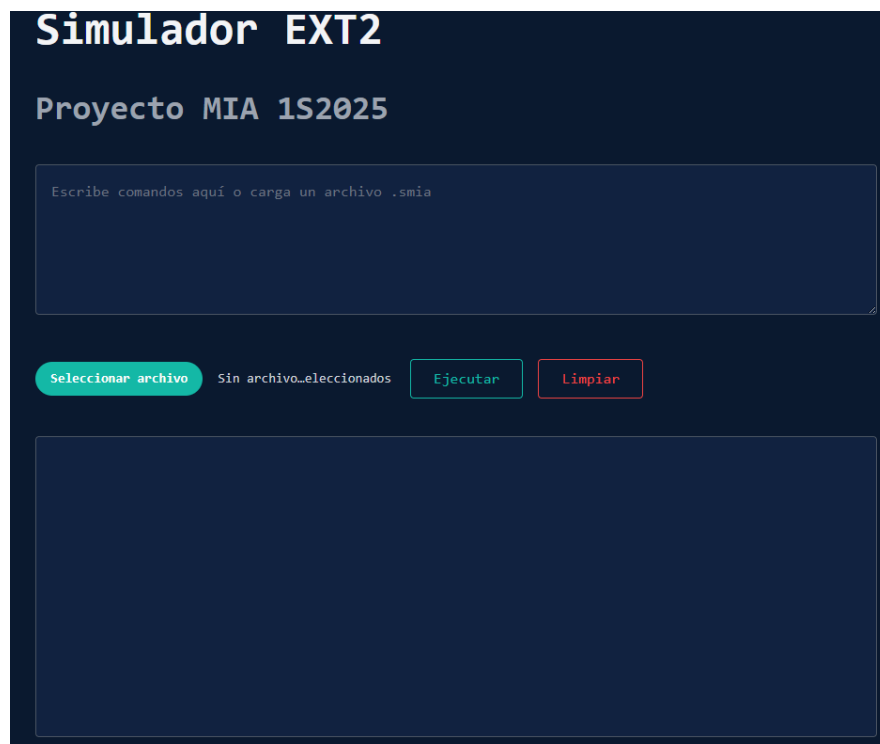 Simulador EXT2
Proyecto MIA 1S2025
Escribe comandos aquí o carga un archivo .smia
Seleccionar archivo Sin archivo…eleccionados Ejecutar Limpiar